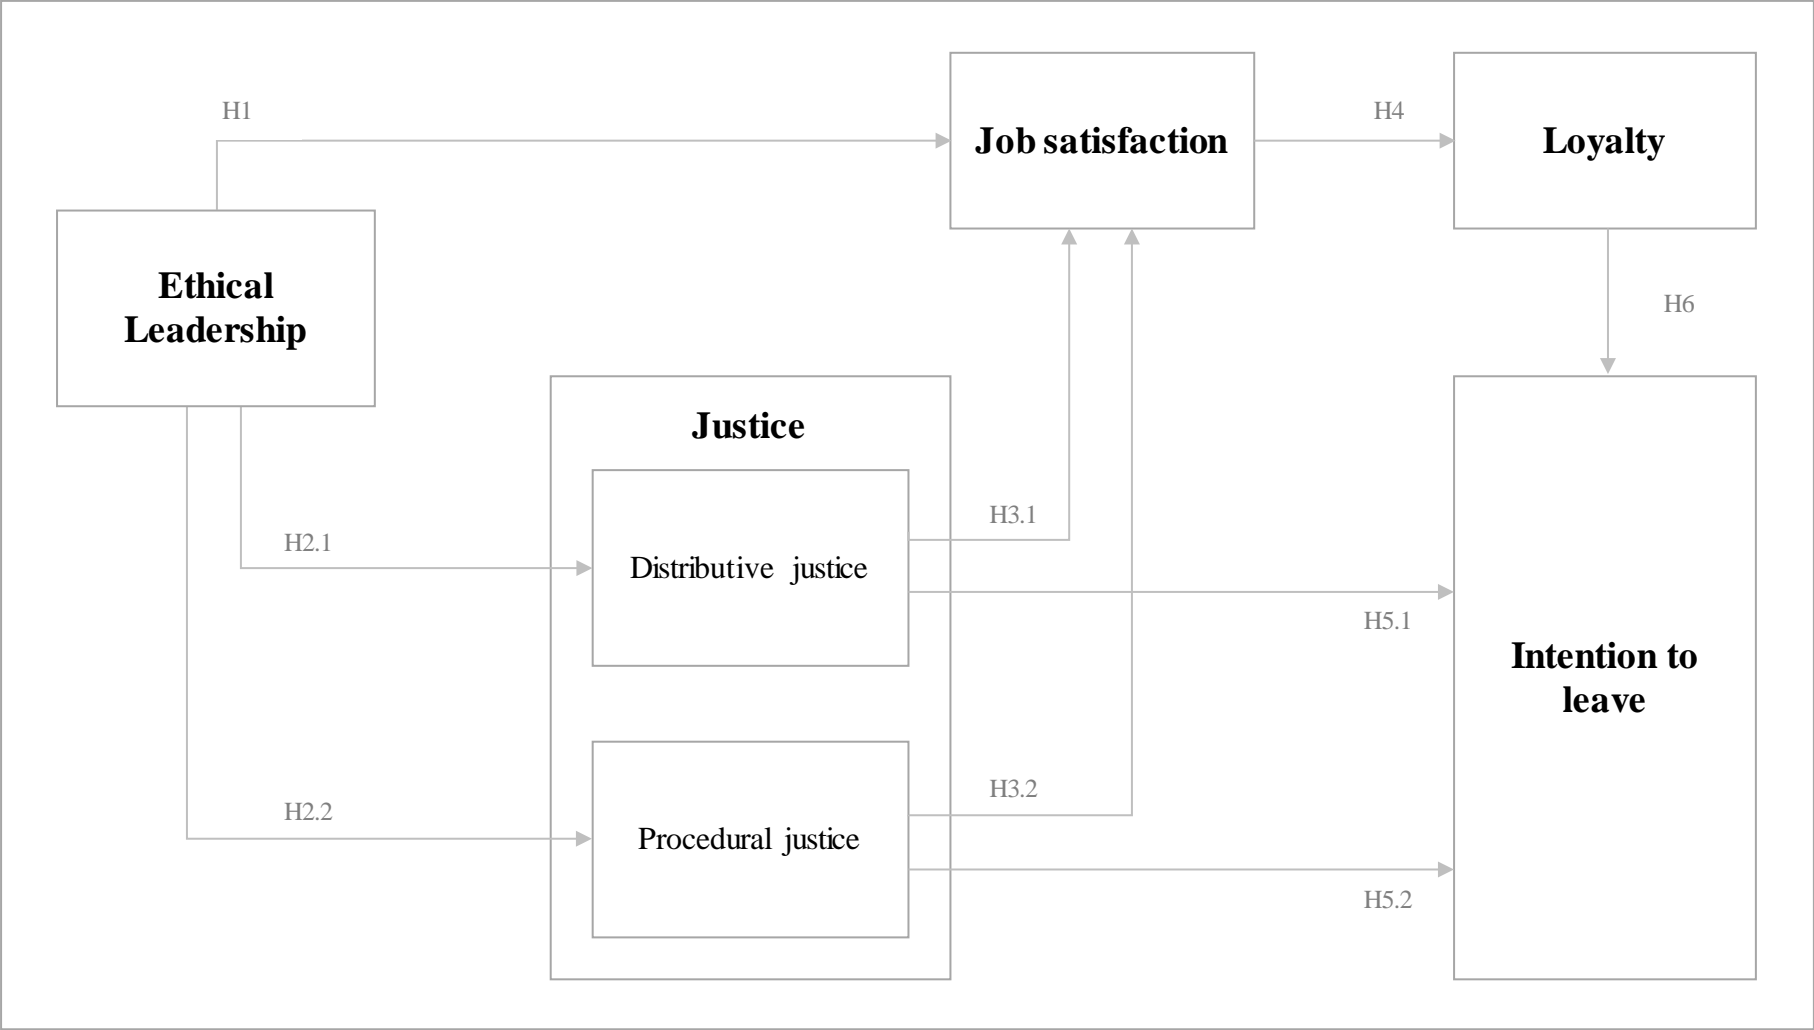 H1
Job satisfaction
H4
Loyalty
Ethical
Leadership
H6
Justice
H2.1
Distributive justice
H3.1
H5.1
Intention to
leave
H2.2
Procedural justice
H3.2
H5.2